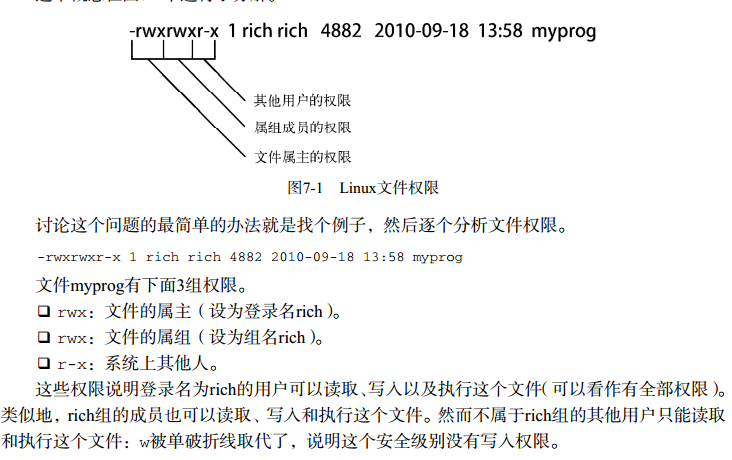 -rwxrwxr-x 1 rich rich 4882 2010-09-18 13:58 myprog
其他用户的权限
属组成员的权限
文件属主的权限
图7-1 Linux文件权限
讨论这个问题的最简单的办法就是找个例子，然后逐个分析文件权限。
-rwxrwxr-x 1 rich rich 4882 2010-09-18 13:58 myprog
文件myprog有下面3组权限。
❑ rwx：文件的属主（设为登录名rich）。
❑ rwx：文件的属组（设为组名rich）。
❑ r-x：系统上其他人。
这些权限说明登录名为rich的用户可以读取、写入以及执行这个文件（可以看作有全部权限）。
类似地，rich组的成员也可以读取、写入和执行这个文件。然而不属于rich组的其他用户只能读取
和执行这个文件：w被单破折线取代了，说明这个安全级别没有写入权限。